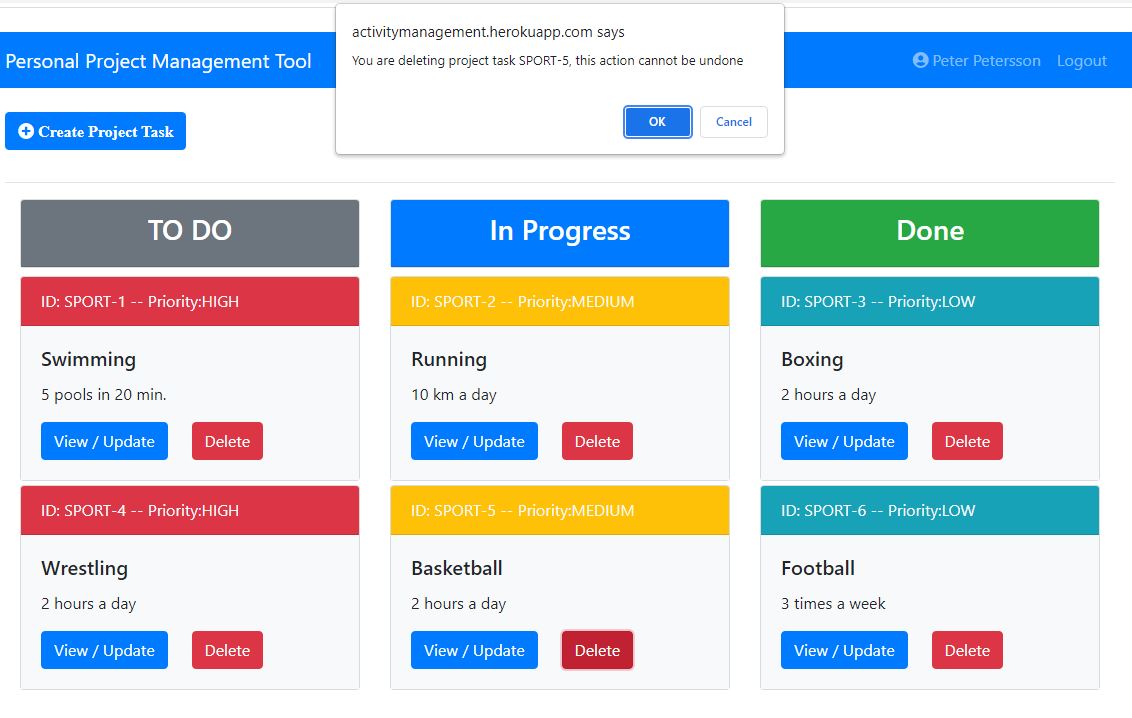 activitymanagement.herokuapp.com says
You are deleting project task SPORT-5, this action cannot be undone
OK Cancel
Personal Project Management Tool
Peter Petersson Logout
Create Project Task
TO DO
In Progress
Done
ID: SPORT-1 -- Priority:HIGH
Swimming
5 pools in 20 min.
View / Update Delete
ID: SPORT-2 -- Priority:MEDIUM
Running
10 km a day
View / Update Delete
ID: SPORT-3 -- Priority:LOW
Boxing
2 hours a day
View / Update Delete
ID: SPORT-4 -- Priority:HIGH
Wrestling
2 hours a day
View / Update Delete
ID: SPORT-5 -- Priority:MEDIUM
Basketball
2 hours a day
View / Update Delete
ID: SPORT-6 -- Priority:LOW
Football
3 times a week
View / Update Delete